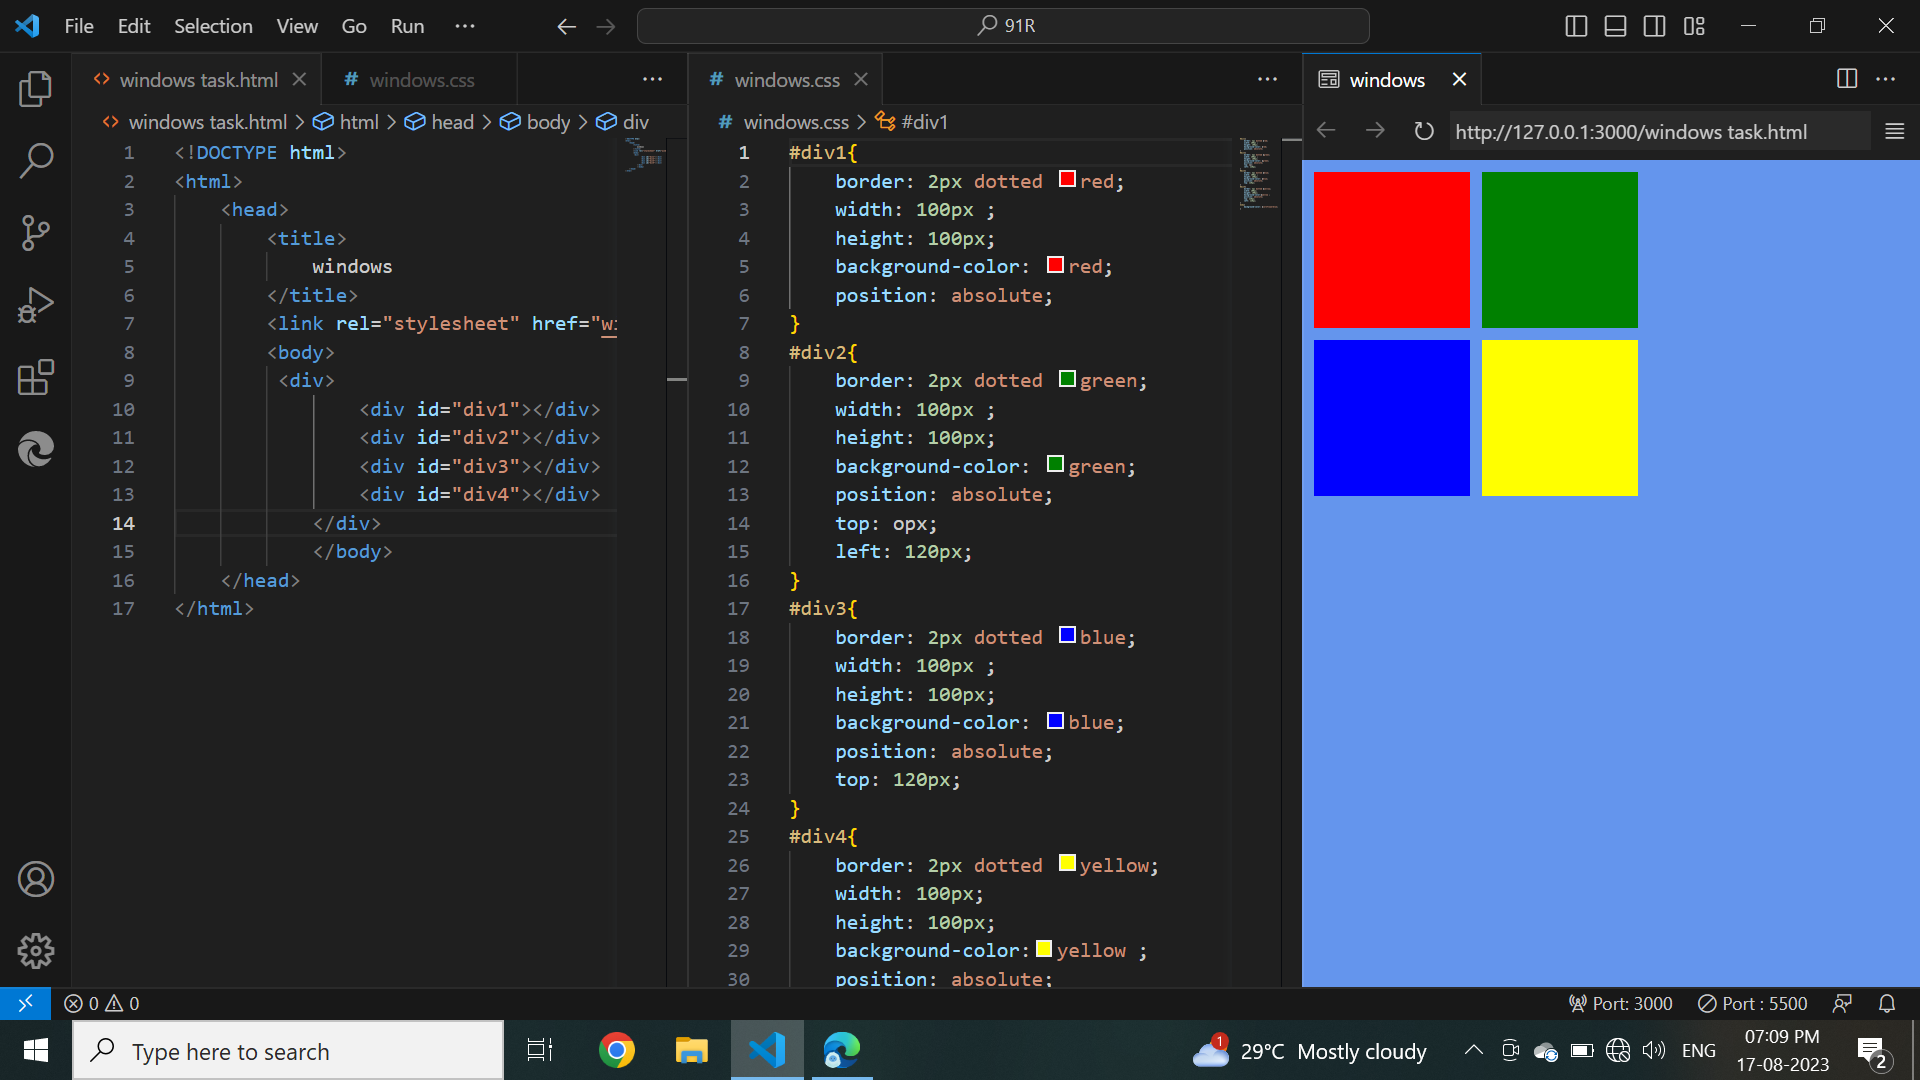 File Edit Selection View Go Run ···
91R
windows task.html
# windows.css
# windows.css
windows
windows task.html > html > head > body > div
# windows.css > #div1
http://127.0.0.1:3000/windows task.html
1 <!DOCTYPE html>
2 <html>
3 <head>
4 <title>
5 windows
6 </title>
7 <link rel="stylesheet" href="wi
8 <body>
9 <div>
10 <div id="div1"></div>
11 <div id="div2"></div>
12 <div id="div3"></div>
13 <div id="div4"></div>
14 </div>
15 </body>
16 </head>
17 </html>
1 #div1{
2 border: 2px dotted red;
3 width: 100px ;
4 height: 100px;
5 background-color: red;
6 position: absolute;
7 }
8 #div2{
9 border: 2px dotted green;
10 width: 100px ;
11 height: 100px;
12 background-color: green;
13 position: absolute;
14 top: opx;
15 left: 120px;
16 }
17 #div3{
18 border: 2px dotted blue;
19 width: 100px ;
20 height: 100px;
21 background-color: blue;
22 position: absolute;
23 top: 120px;
24 }
25 #div4{
26 border: 2px dotted yellow;
27 width: 100px;
28 height: 100px;
29 background-color: yellow ;
30 position: absolute;
0 0
Port: 3000
Port : 5500
Type here to search
1
29°C Mostly cloudy
ENG
07:09 PM
17-08-2023
2